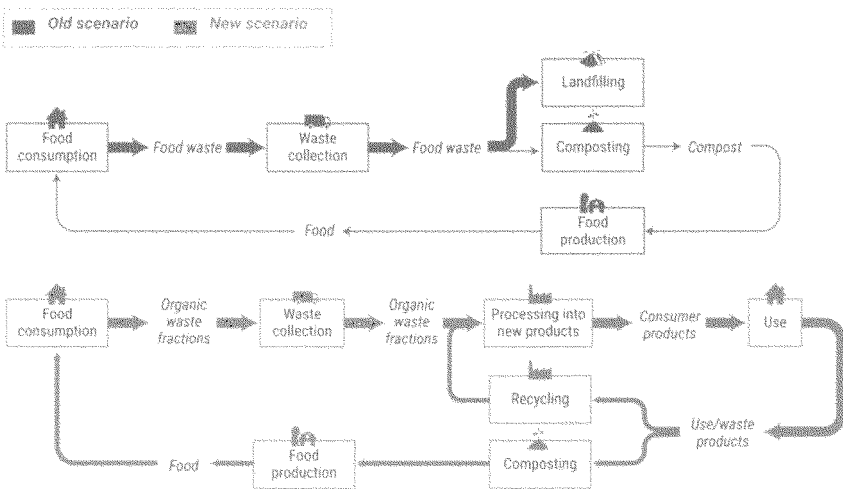 Old scenario
New scenario
Landfilling
Food
consumption
Food waste
Waste
collection
Food waste
Composting
Compost
Food
Food
production
Food
consumption
Organic
waste
fractions
Waste
collection
Organic
waste
fractions
Processing into
new products
Consumer
products
Use
Recycling
Use/waste
products
Food
Food
production
Composting